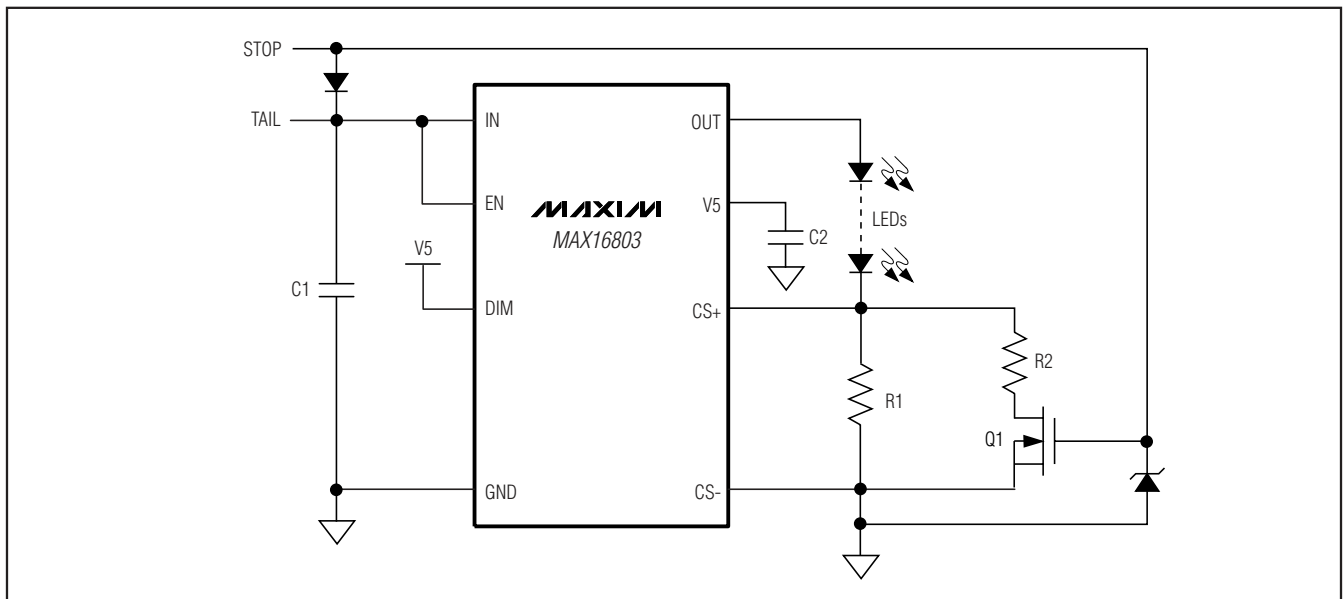 STOP
TAIL
IN
OUT
EN
V5
MAXIM
MAX16803
LEDs
C2
V5
C1
DIM
CS+
R2
R1
Q1
GND
CS-